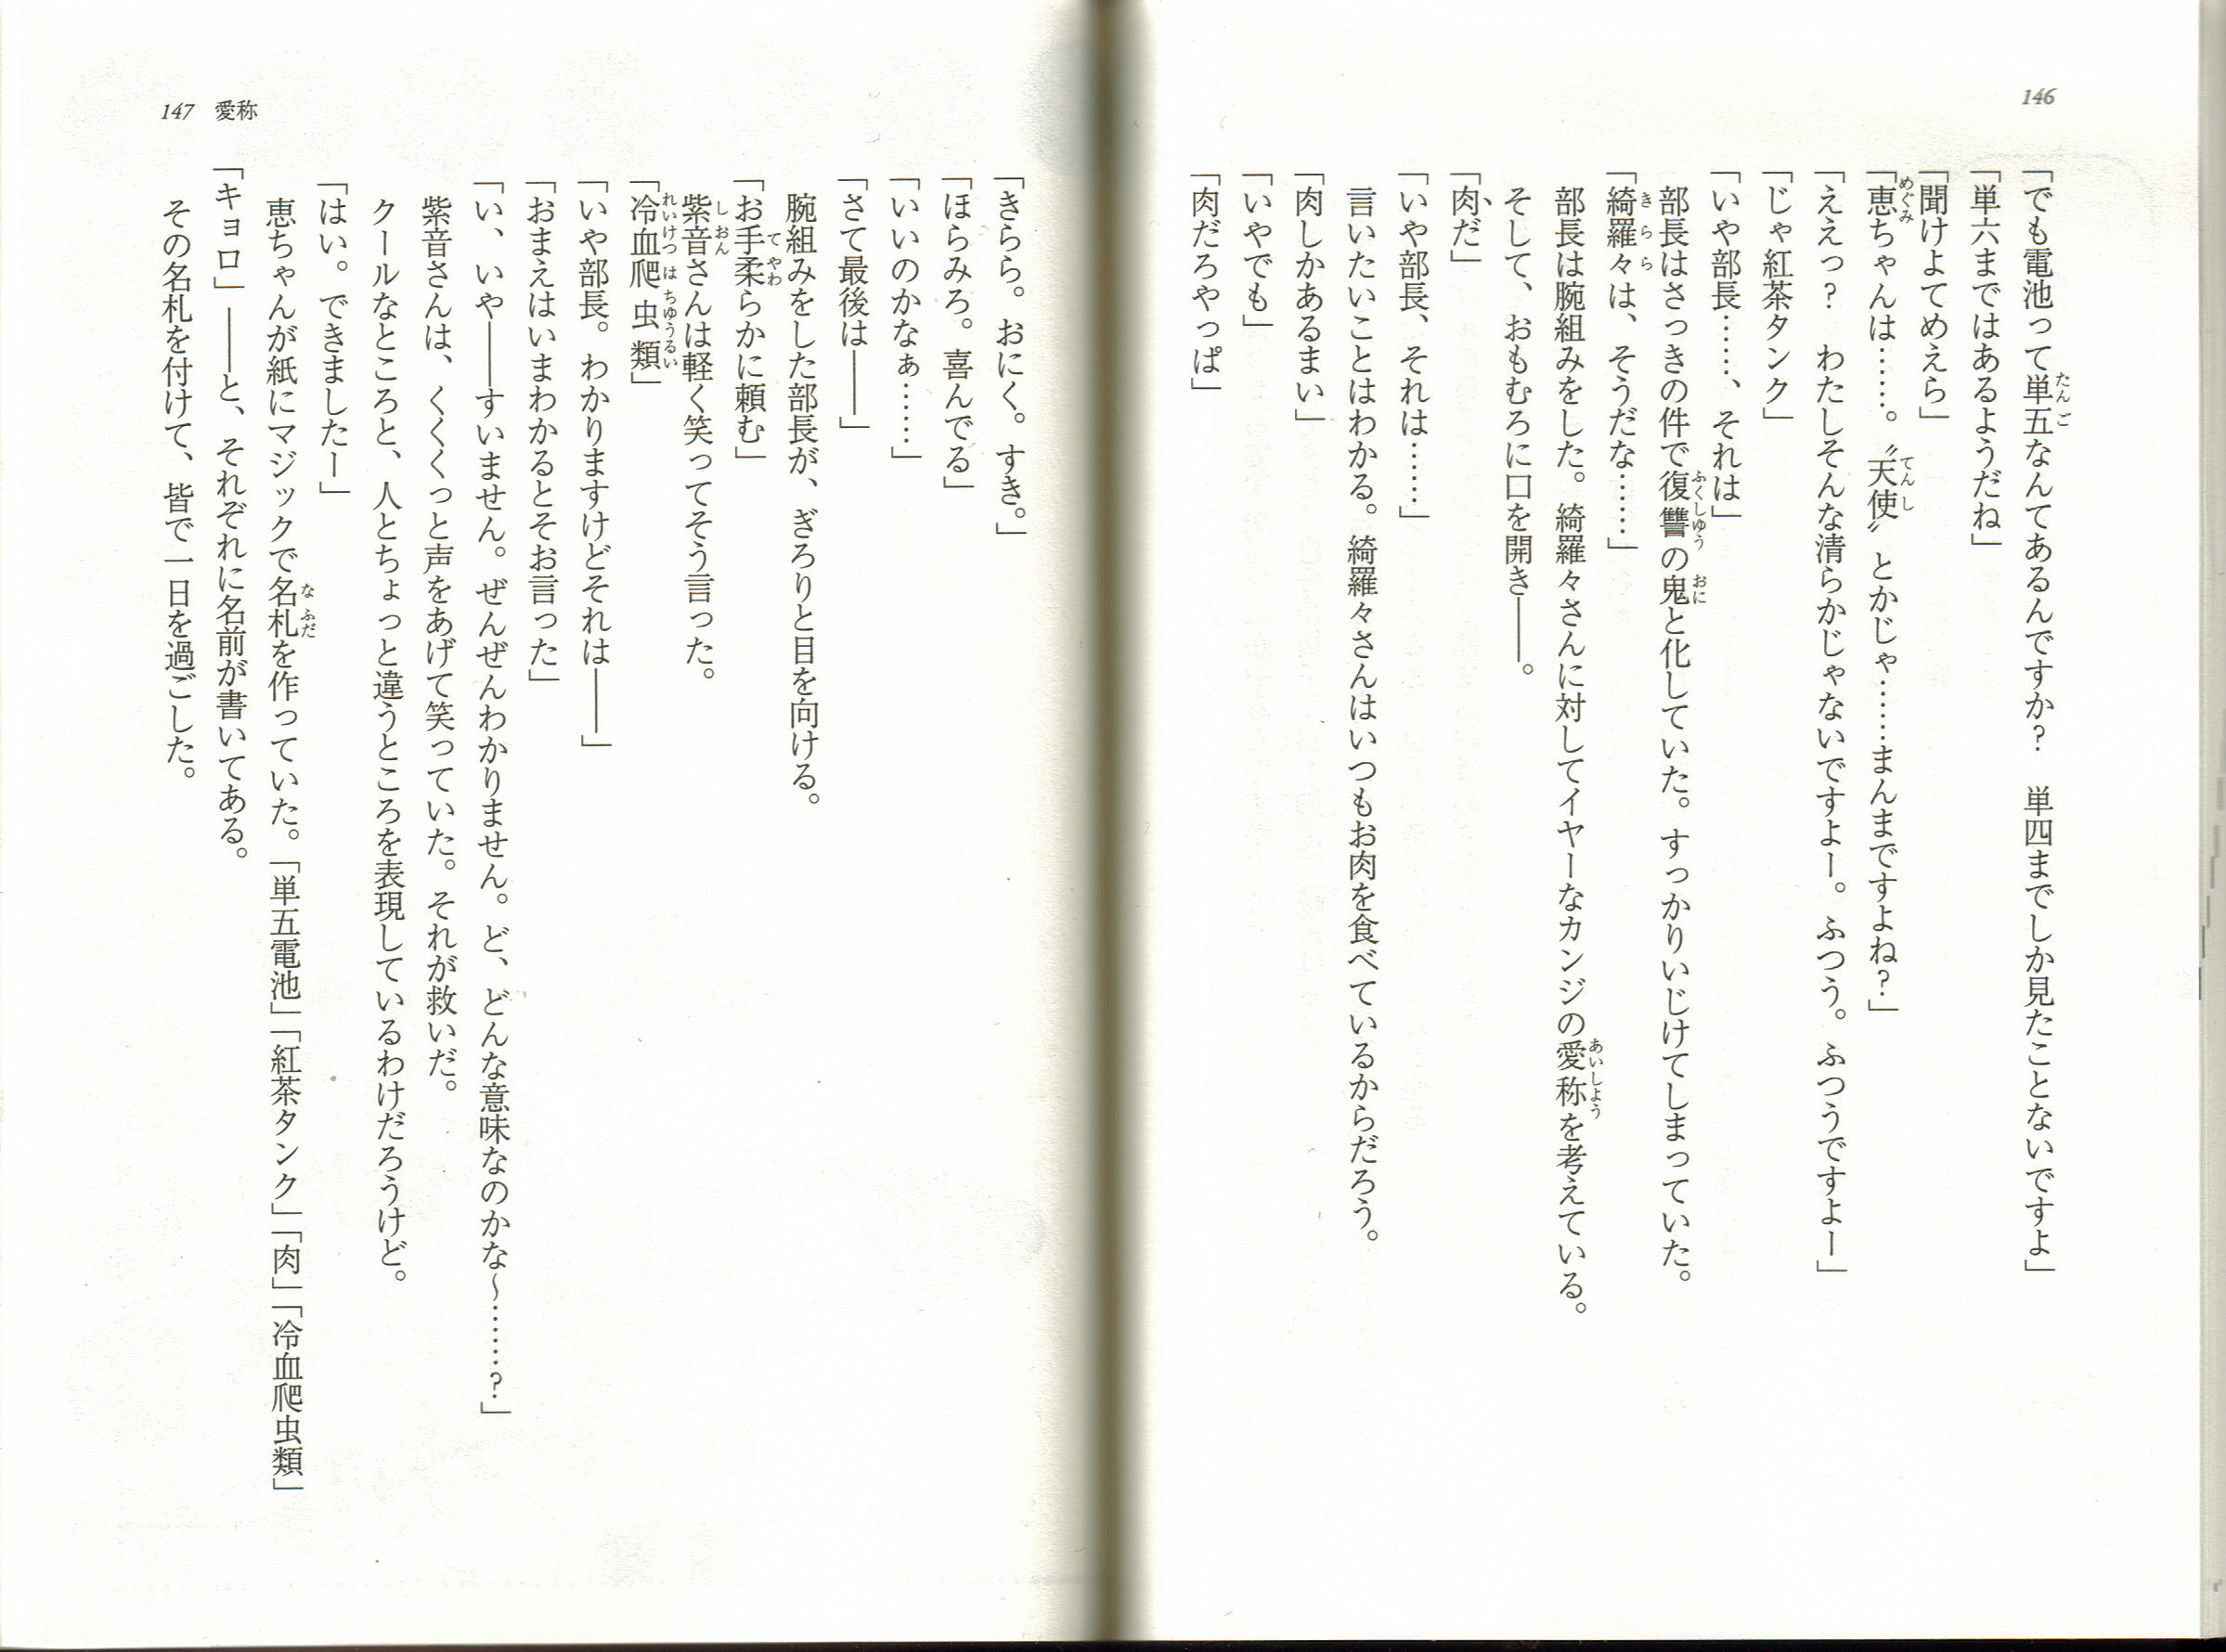 146
「でも電池って単五なんてあるんですか？　単四までしか見たことないですよ」
「単六まではあるようだね」
「聞けよてめえら」
「恵ちゃんは……。〝天使〟とかじゃ……まんまですよね？」
「ええっ？　わたしそんな清らかじゃないですよー。ふつう。ふつうですよー」
「じゃ紅茶タンク」
「いや部長……、それは」
　部長はさっきの件で復讐の鬼と化していた。すっかりいじけてしまっていた。
「綺羅々は、そうだな……」
　部長は腕組みをした。綺羅々さんに対してイヤーなカンジの愛称を考えている。
　そして、おもむろに口を開き――。
「肉だ」
「いや部長、それは……」
　言いたいことはわかる。綺羅々さんはいつもお肉を食べているからだろう。
「肉しかあるまい」
「いやでも」
「肉だろやっぱ」
「きらら。おにく。すき。」
「ほらみろ。喜んでる」
「いいのかなぁ……」
「さて最後は――」
　腕組みをした部長が、ぎろりと目を向ける。
「お手柔らかに頼む」
　紫音さんは軽く笑ってそう言った。
「冷血爬虫類」
「いや部長。わかりますけどそれは――」
「おまえはいまわかるとそお言った」
「い、いや――すいません。ぜんぜんわかりません。ど、どんな意味なのかな～……？」
　紫音さんは、くくくっと声をあげて笑っていた。それが救いだ。
　クールなところと、人とちょっと違うところを表現しているわけだろうけど。
「はい。できましたー」
　恵ちゃんが紙にマジックで名札を作っていた。「単五電池」「紅茶タンク」「肉」「冷血爬虫類」
「キョロ」――と、それぞれに名前が書いてある。
　その名札を付けて、皆で一日を過ごした。
147　愛称